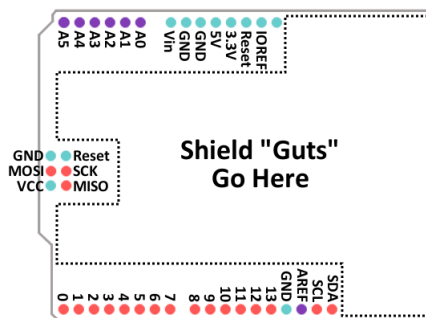 A5
A4
A3
A2
A1
A0
Vin
GND
GND
5V
3.3V
Reset
IOREF
GND Reset
MOSI SCK
VCC MISO
Shield "Guts"
Go Here
0
1
2
3
4
5
6
7
8
9
10
11
12
13
GND
AREF
SCL
SDA